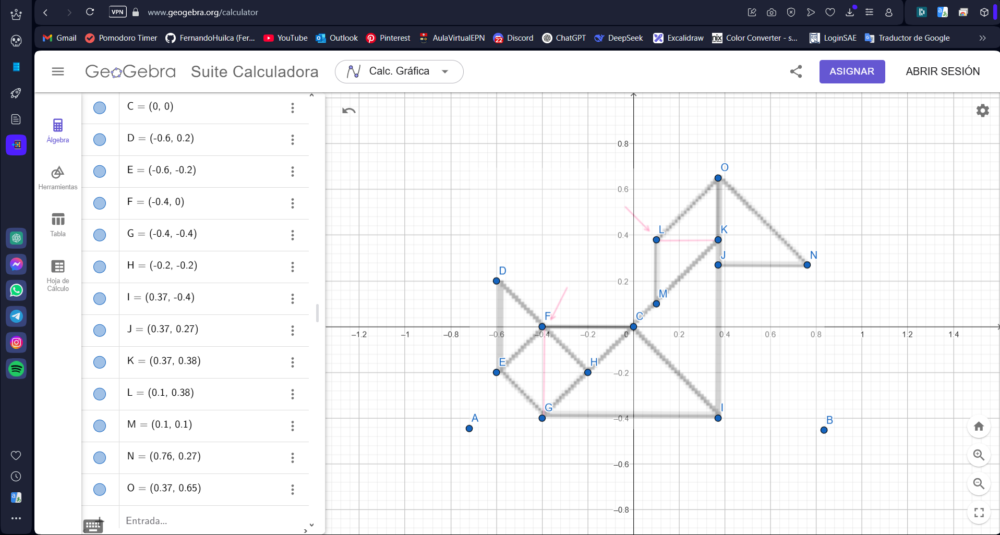 VPN www.geogebra.org/calculator
Gmail Pomodoro Timer FernandoHuilca (Fer... YouTube Outlook Pinterest AulaVirtualEPN 22 Discord ChatGPT DeepSeek Excalidraw nix Color Converter - s... LoginSAE Traductor de Google
GeoGebra Suite Calculadora Calc. Gráfica ASIGNAR ABRIR SESIÓN
Álgebra
Herramientas
Tabla
Hoja de
Cálculo
C = (0, 0)
D = (-0.6, 0.2)
E = (-0.6, -0.2)
F = (-0.4, 0)
G = (-0.4, -0.4)
H = (-0.2, -0.2)
I = (0.37, -0.4)
J = (0.37, 0.27)
K = (0.37, 0.38)
L = (0.1, 0.38)
M = (0.1, 0.1)
N = (0.76, 0.27)
O = (0.37, 0.65)
Entrada...
0.8
O
0.6
L K
0.4
J N
D
0.2
M
F C
−1.2 −1 −0.8 −0.6 −0.4 −0.2 0 0.2 0.4 0.6 0.8 1 1.2 1.4
E H
−0.2
G I
A −0.4 B
−0.6
−0.8